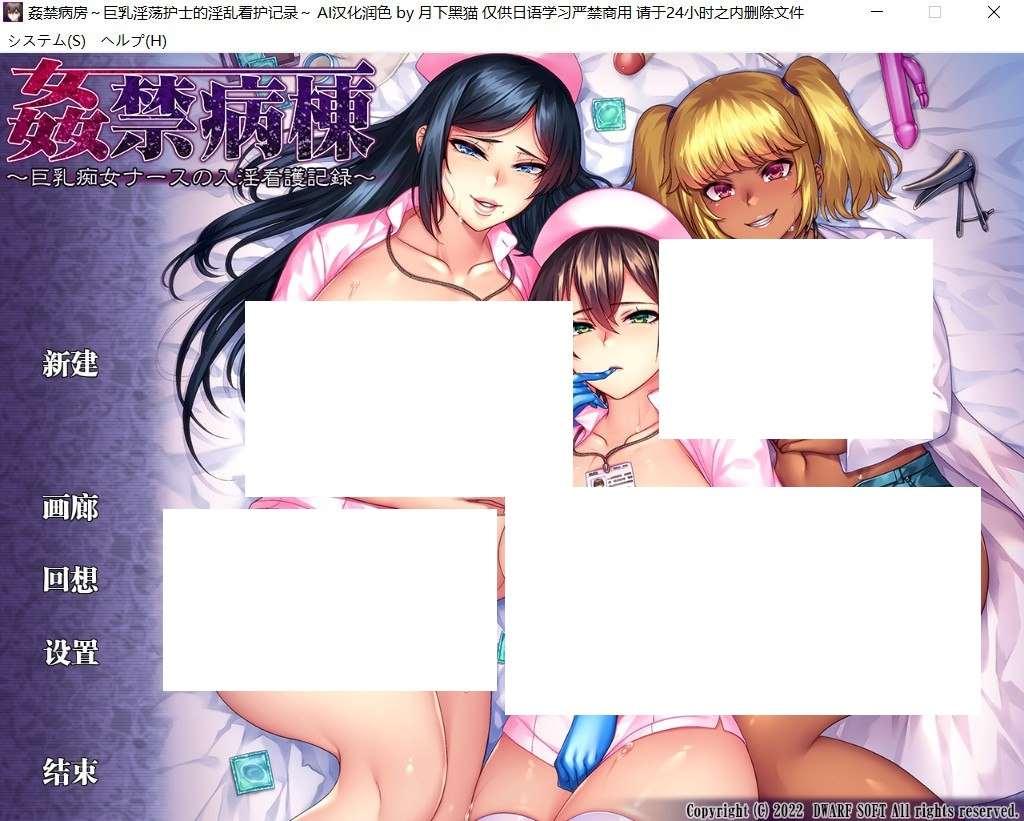 姦禁病房～巨乳淫荡护士的淫乱看护记录～ AI汉化润色 by 月下黑猫 仅供日语学习严禁商用 请于24小时之内删除文件
システム(S) ヘルプ(H)
姦禁病棟
～巨乳痴女ナースの入淫看護記録～
新建
画廊
回想
设置
结束
Copyright (C) 2022 DWARF SOFT All rights reserved.